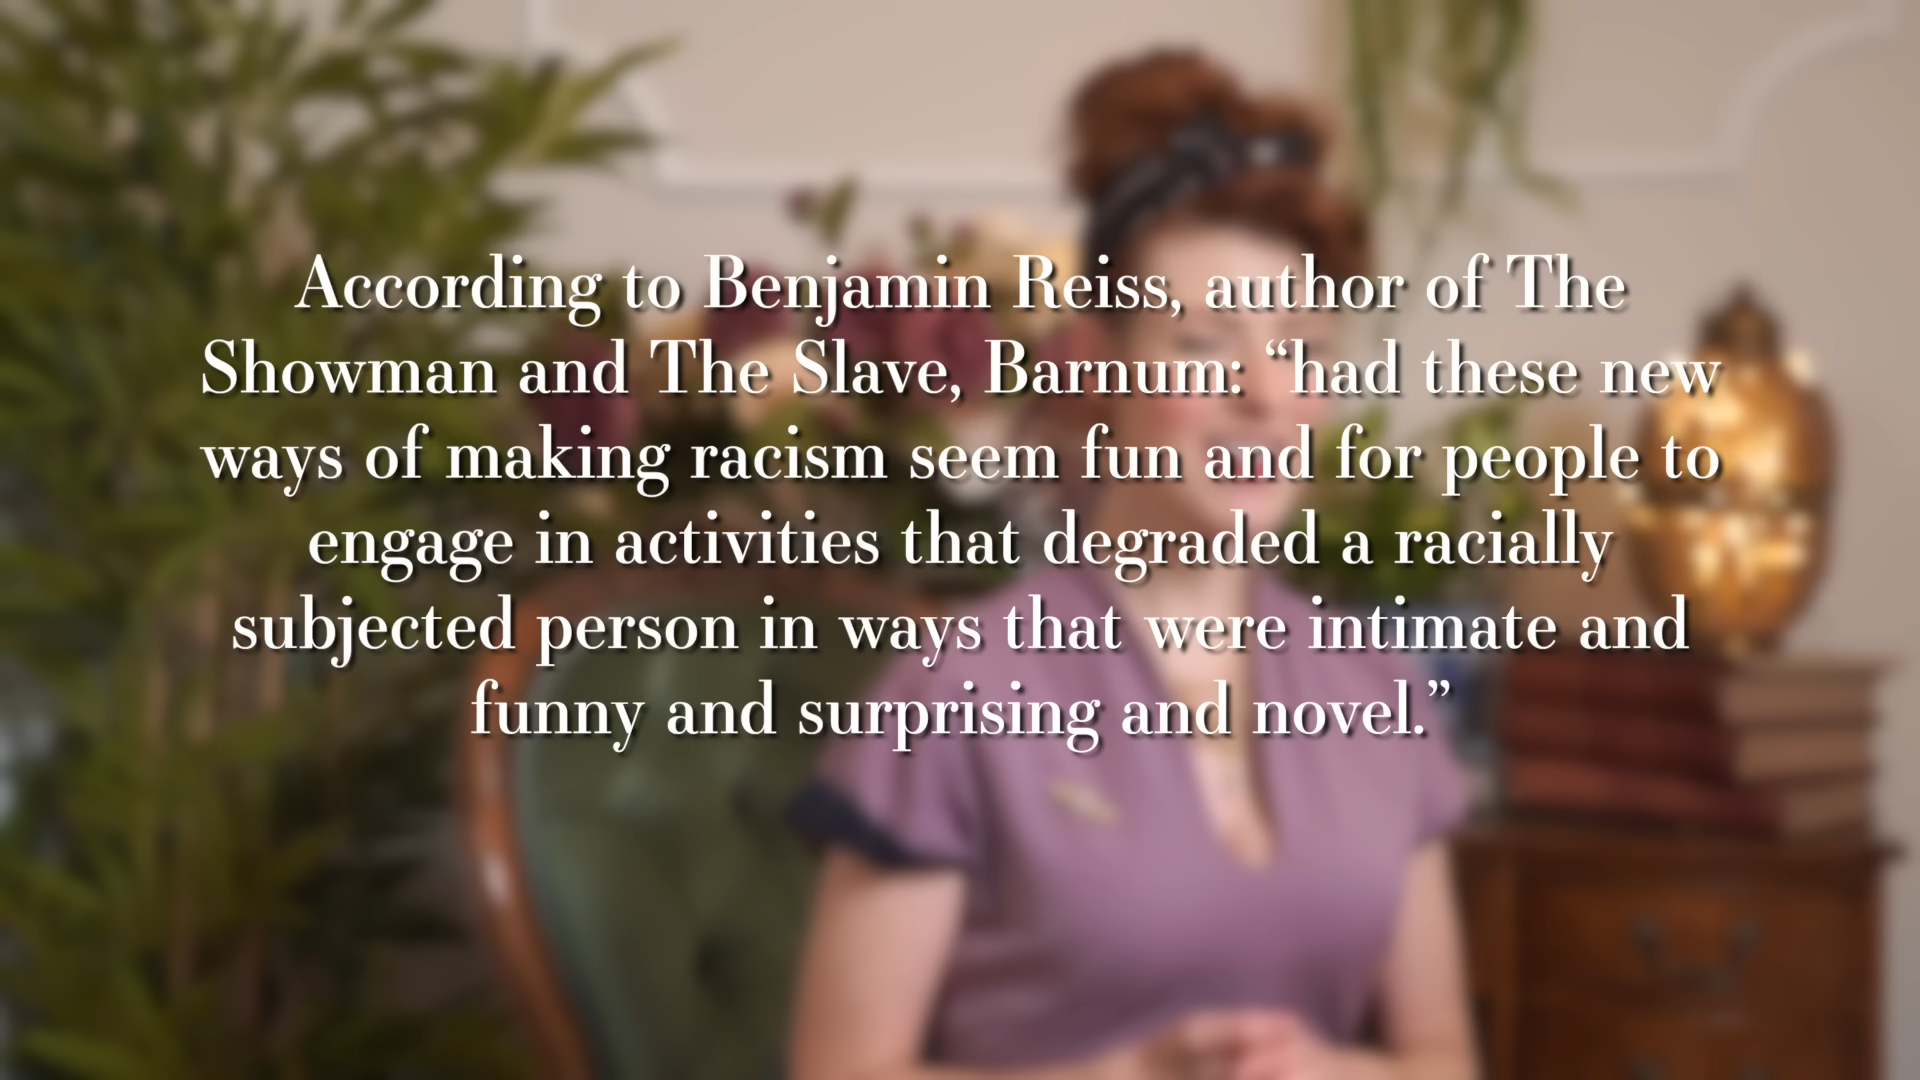 According to Benjamin Reiss, author of The
Showman and The Slave, Barnum: “had these new
ways of making racism seem fun and for people to
engage in activities that degraded a racially
subjected person in ways that were intimate and
funny and surprising and novel.”